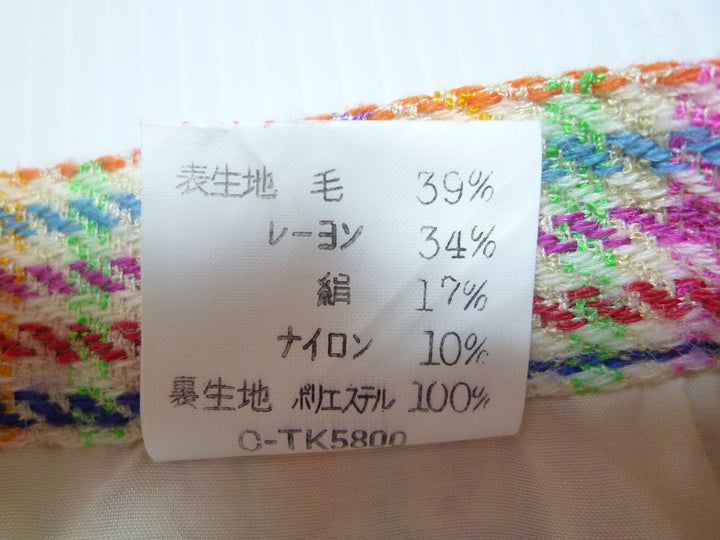 表生地 毛 39%
レーヨン 34%
絹 17%
ナイロン 10%
裏生地 ポリエステル 100%
C-TK5800